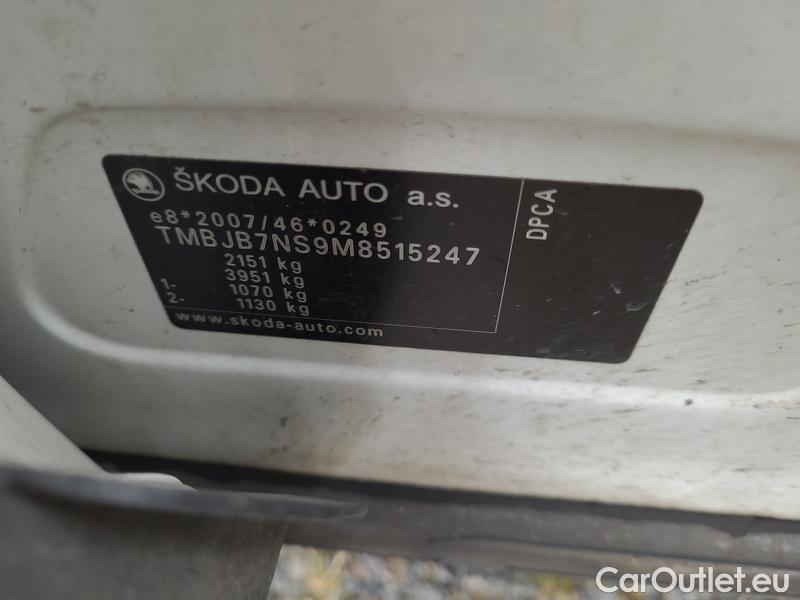 ŠKODA AUTO a.s.
e8*2007/46*0249
TMBJB7NS9M8515247
2151 kg
3951 kg
1- 1070 kg
2- 1130 kg
www.skoda-auto.com
DPCA
CarOutlet.eu